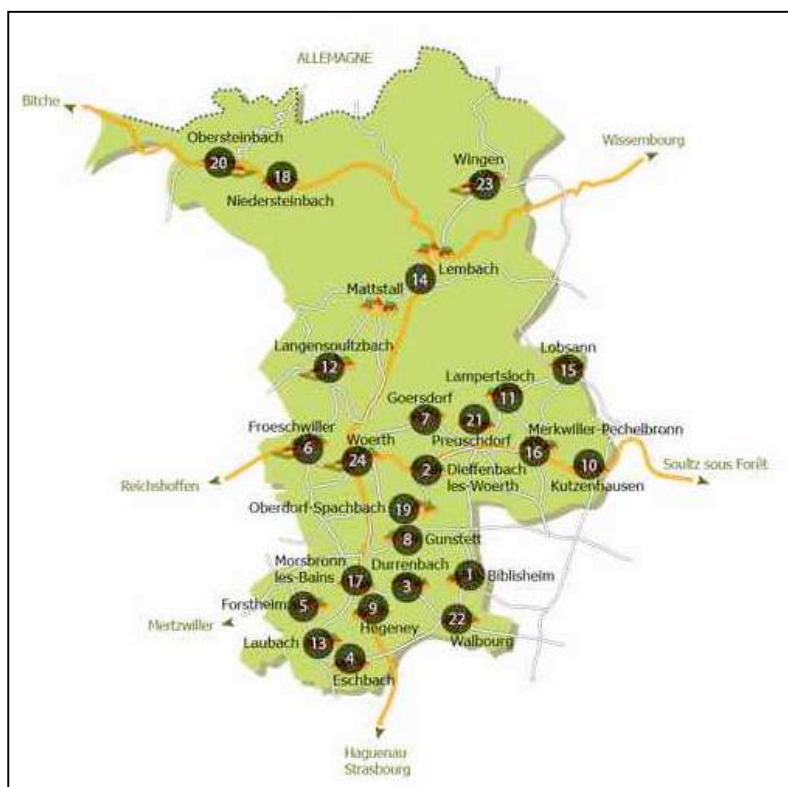 ALLEMAGNE
Bitche
Obersteinbach
Wissembourg
20
Wingen
18
23
Niedersteinbach
Lembach
14
Mattstall
Langensoultzbach
Lobsann
12
15
Lampertsloch
Goersdorf
11
Froeschwiller
7
21
Merkwiller-Pechelbronn
6
Woerth
Preuschdorf
16
24
2
Dieffenbach
les-Woerth
10
Soultz sous Forêt
Reichshoffen
Kutzenhausen
Oberdorf-Spachbach
19
8
Gunstett
Morsbronn
les-Bains
Durrenbach
17
3
1
Biblisheim
Forstheim
5
9
Mertzwiller
Hegeney
22
Laubach
13
Walbourg
4
Eschbach
Haguenau
Strasbourg